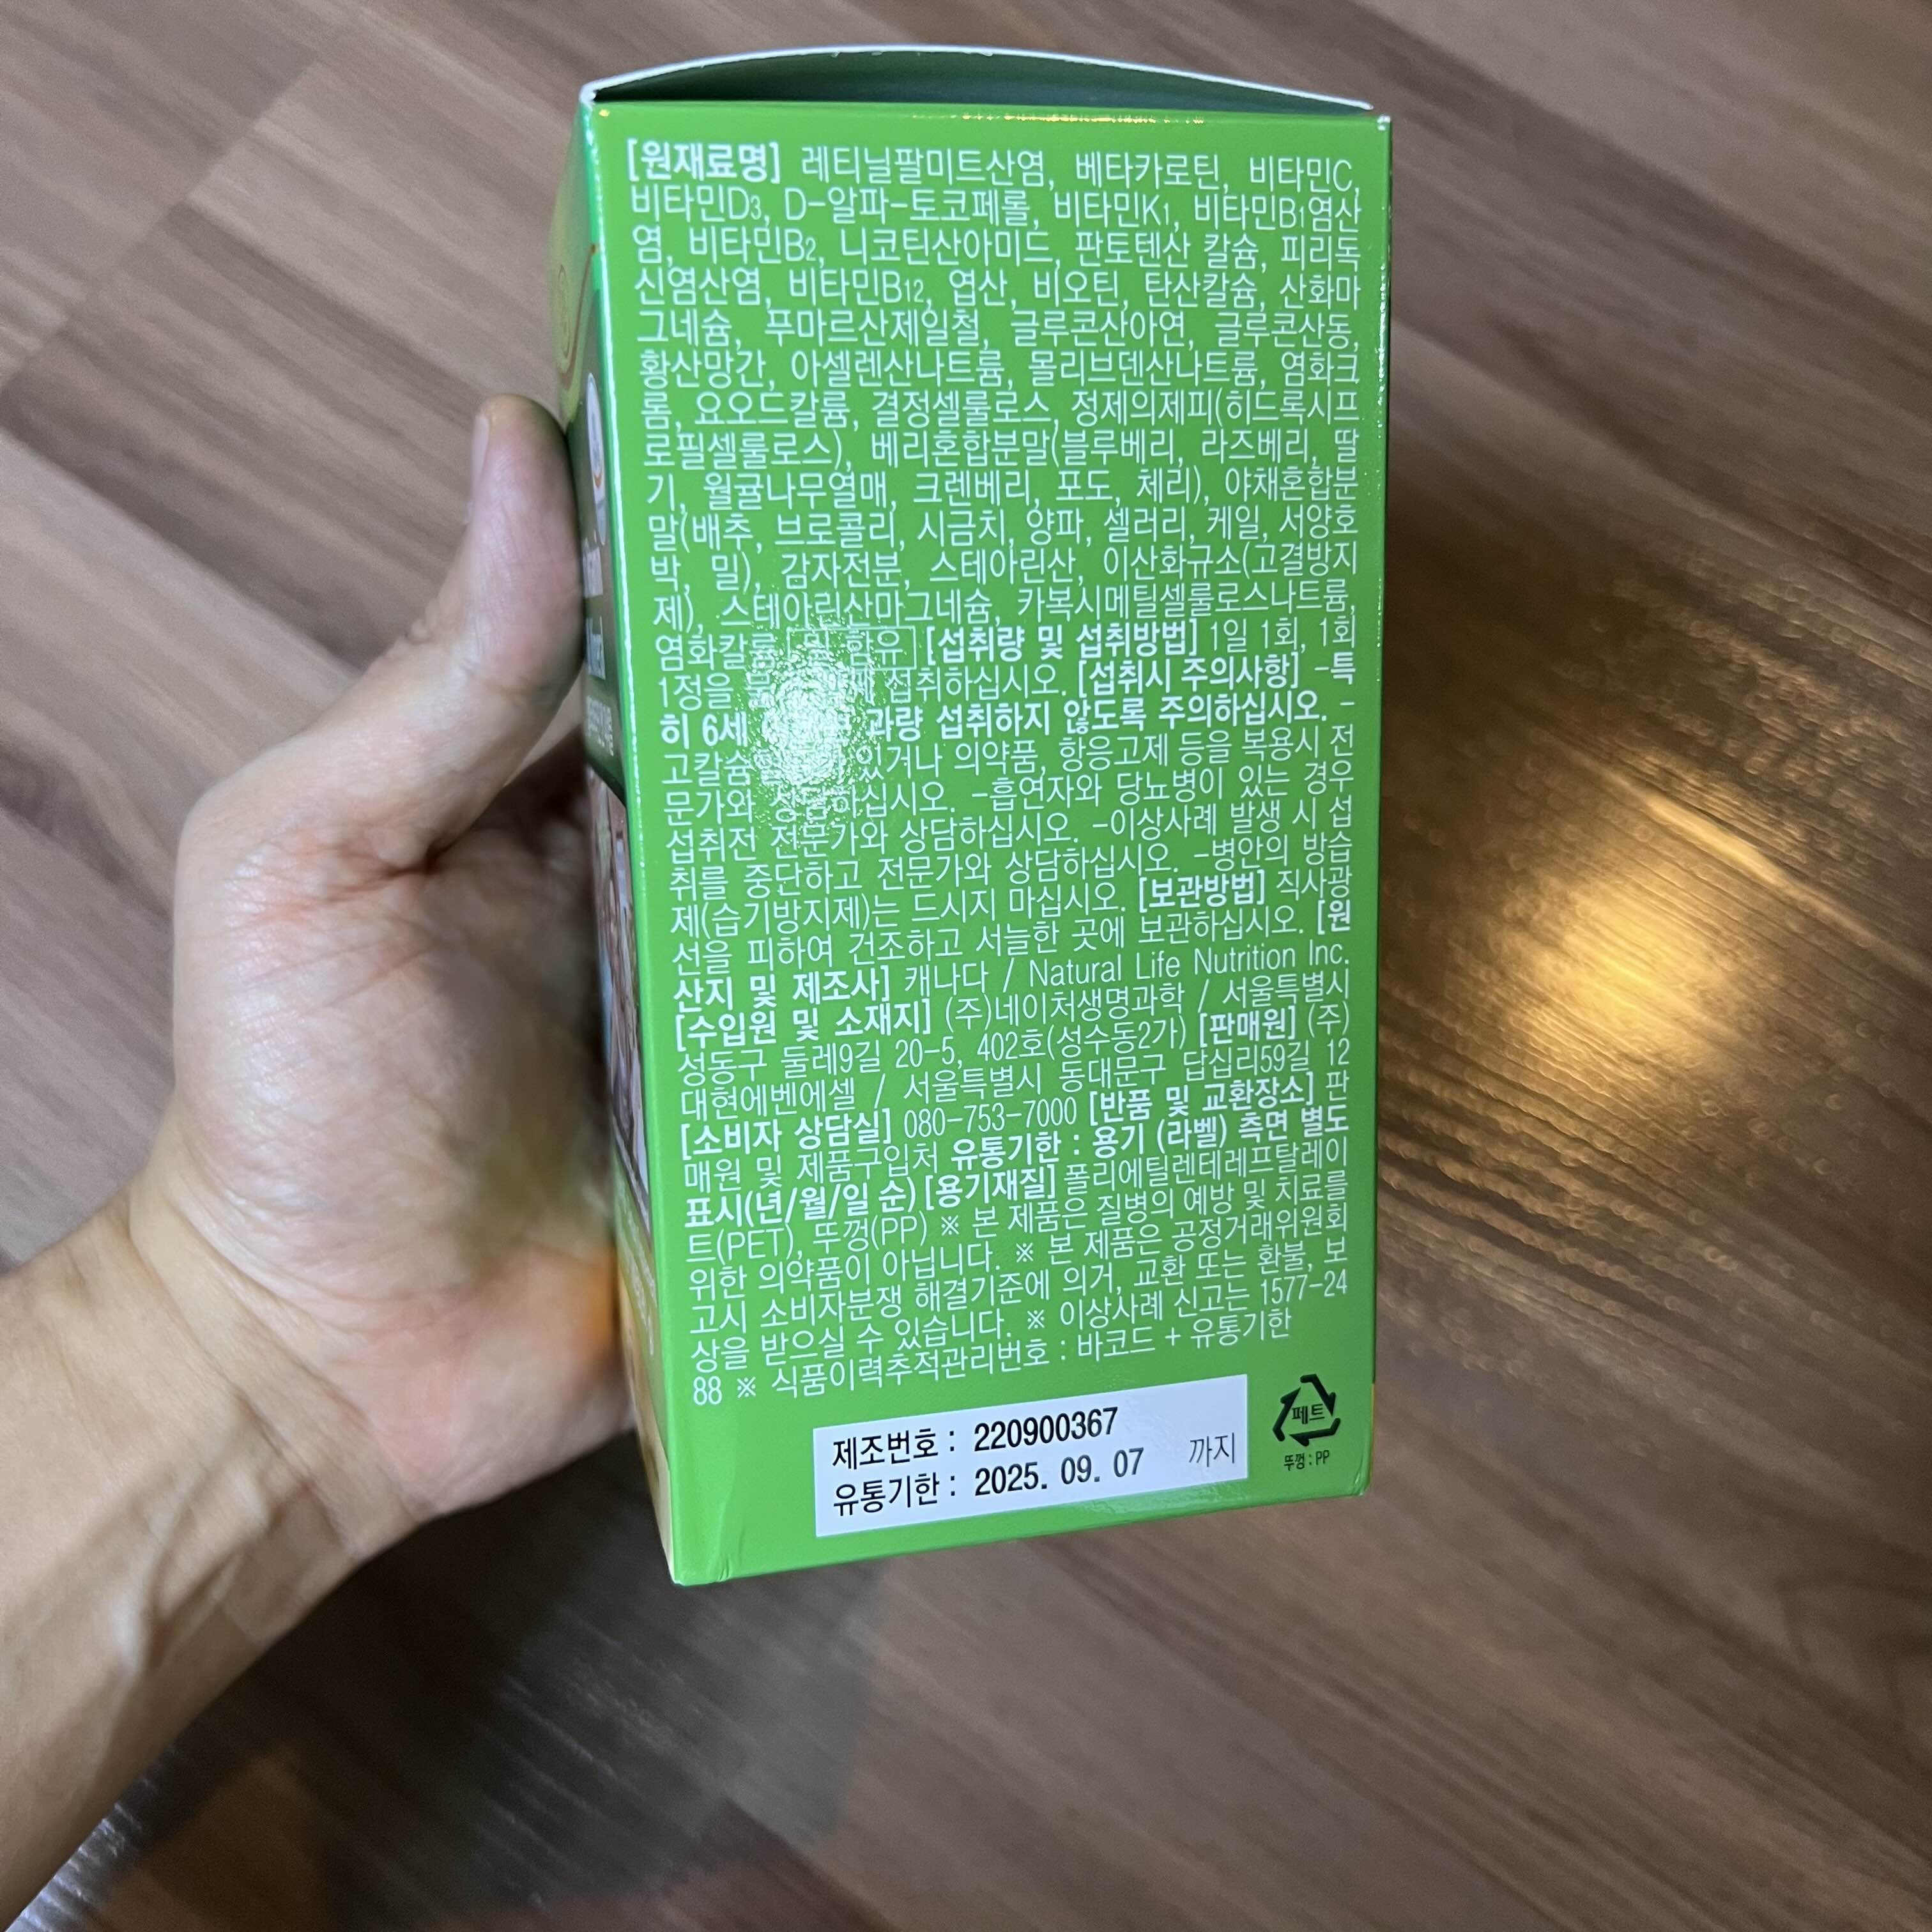 [원재료명] 레티닐팔미트산염, 베타카로틴, 비타민C,
비타민D3, D-알파-토코페롤, 비타민K1, 비타민B1염산
염, 비타민B2, 니코틴산아미드, 판토텐산 칼슘, 피리독
신염산염, 비타민B12, 엽산, 비오틴, 탄산칼슘, 산화마
그네슘, 푸마르산제일철, 글루콘산아연, 글루콘산동,
황산망간, 아셀렌산나트륨, 몰리브덴산나트륨, 염화크
롬, 요오드칼륨, 결정셀룰로스, 정제의제피(히드록시프
로필셀룰로스), 베리혼합분말(블루베리, 라즈베리, 딸
기, 월귤나무열매, 크렌베리, 포도, 체리), 야채혼합분
말(배추, 브로콜리, 시금치, 양파, 셀러리, 케일, 서양호
박, 밀), 감자전분, 스테아린산, 이산화규소(고결방지
제), 스테아린산마그네슘, 카복시메틸셀룰로스나트륨,
염화칼륨 밀 함유 [섭취량 및 섭취방법] 1일 1회, 1회
1정을 섭취하십시오. [섭취시 주의사항] -특
히 6세 과량 섭취하지 않도록 주의하십시오. -
고칼슘 있거나 의약품, 항응고제 등을 복용시 전
문가와 상담하십시오. -흡연자와 당뇨병이 있는 경우
섭취전 전문가와 상담하십시오. -이상사례 발생 시 섭
취를 중단하고 전문가와 상담하십시오. -병안의 방습
제(습기방지제)는 드시지 마십시오. [보관방법] 직사광
선을 피하여 건조하고 서늘한 곳에 보관하십시오. [원
산지 및 제조사] 캐나다 / Natural Life Nutrition Inc.
[수입원 및 소재지] (주)네이처생명과학 / 서울특별시
성동구 둘레9길 20-5, 402호(성수동2가) [판매원] (주)
대현에벤에셀 / 서울특별시 동대문구 답십리59길 12
[소비자 상담실] 080-753-7000 [반품 및 교환장소] 판
매원 및 제품구입처 유통기한 : 용기 (라벨) 측면 별도
표시(년/월/일 순) [용기재질] 폴리에틸렌테레프탈레이
트(PET), 뚜껑(PP) ※ 본 제품은 질병의 예방 및 치료를
위한 의약품이 아닙니다. ※ 본 제품은 공정거래위원회
고시 소비자분쟁 해결기준에 의거, 교환 또는 환불, 보
상을 받으실 수 있습니다. ※ 이상사례 신고는 1577-24
88 ※ 식품이력추적관리번호 : 바코드 + 유통기한
제조번호 : 220900367
유통기한 : 2025. 09. 07 까지
페트
뚜껑 : PP